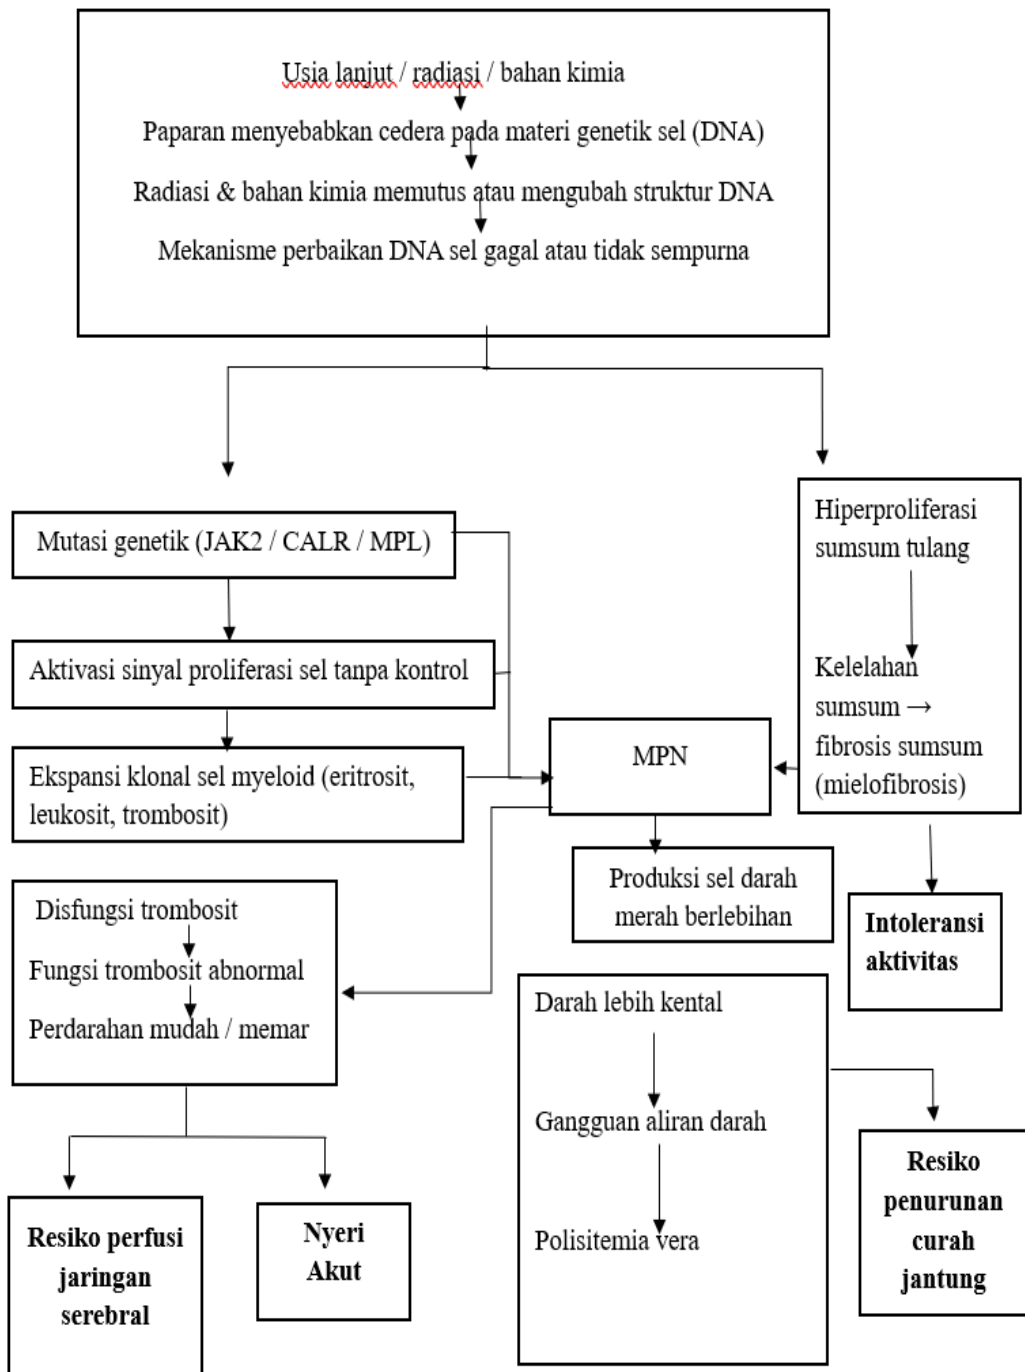 Usia lanjut / radiasi / bahan kimia
Paparan menyebabkan cedera pada materi genetik sel (DNA)
Radiasi & bahan kimia memutus atau mengubah struktur DNA
Mekanisme perbaikan DNA sel gagal atau tidak sempurna
Mutasi genetik (JAK2 / CALR / MPL)
Aktivasi sinyal proliferasi sel tanpa kontrol
Ekspansi klonal sel myeloid (eritrosit,
leukosit, trombosit)
Hiperproliferasi
sumsum tulang
Kelelahan
sumsum →
fibrosis sumsum
(mielofibrosis)
MPN
Produksi sel darah
merah berlebihan
Intoleransi
aktivitas
Disfungsi trombosit
Fungsi trombosit abnormal
Perdarahan mudah / memar
Darah lebih kental
Gangguan aliran darah
Polisitemia vera
Resiko perfusi
jaringan
serebral
Nyeri
Akut
Resiko
penurunan
curah
jantung